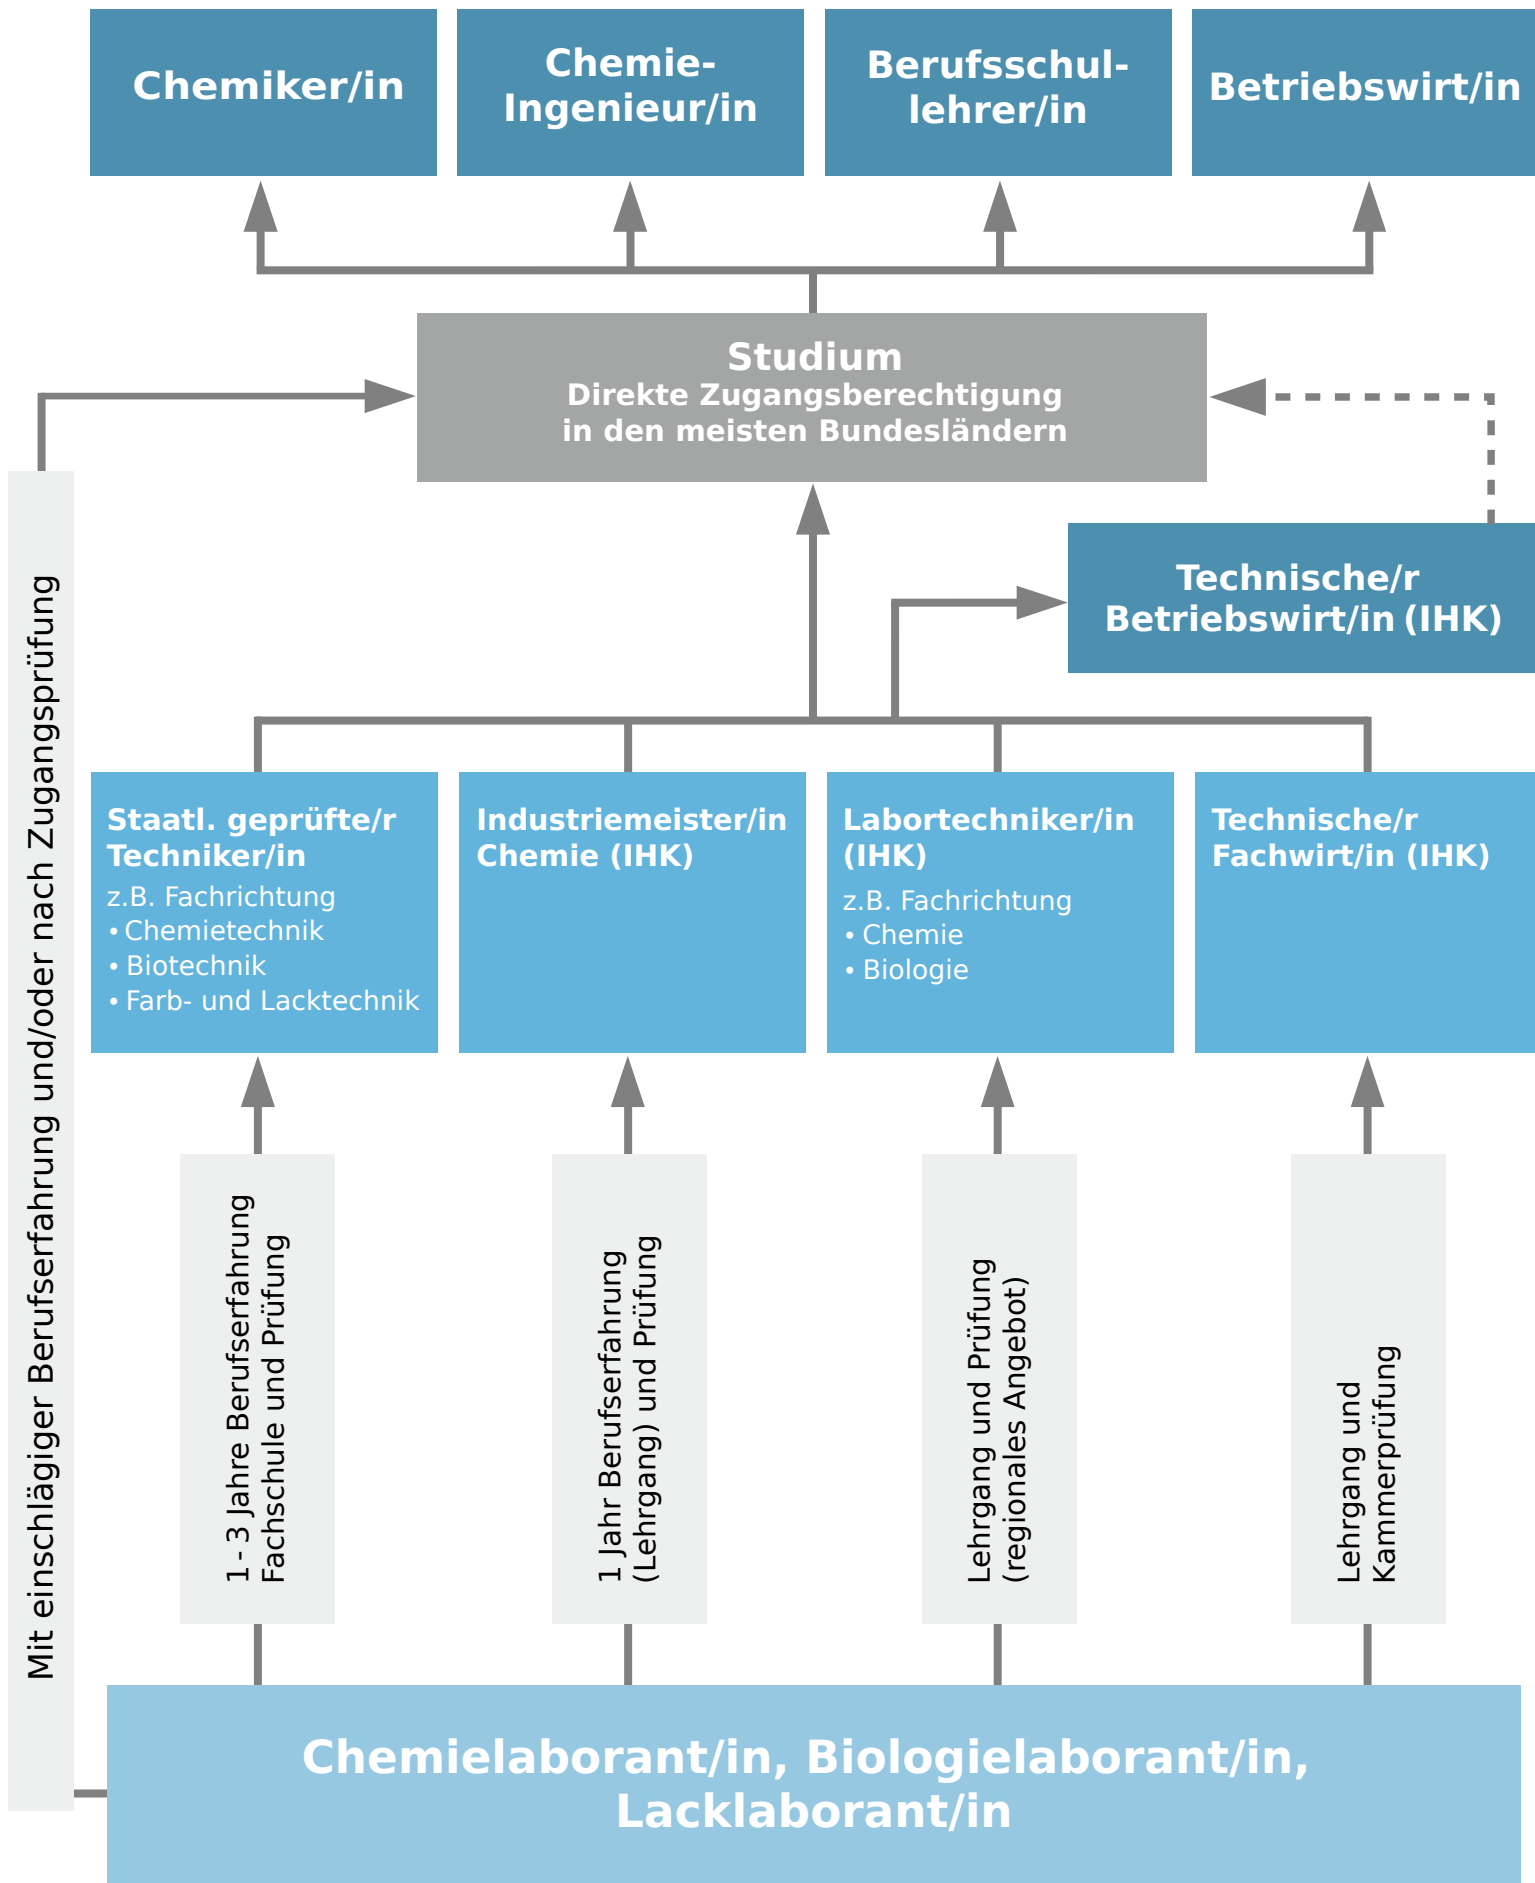 Chemiker/in
Chemie-
Ingenieur/in
Berufsschul-
lehrer/in
Betriebswirt/in
Studium
Direkte Zugangsberechtigung
in den meisten Bundesländern
Technische/r
Betriebswirt/in (IHK)
Mit einschlägiger Berufserfahrung und/oder nach Zugangsprüfung
Staatl. geprüfte/r
Techniker/in
z.B. Fachrichtung
• Chemietechnik
• Biotechnik
• Farb- und Lacktechnik
Industriemeister/in
Chemie (IHK)
Labortechniker/in
(IHK)
z.B. Fachrichtung
• Chemie
• Biologie
Technische/r
Fachwirt/in (IHK)
1 - 3 Jahre Berufserfahrung
Fachschule und Prüfung
1 Jahr Berufserfahrung
(Lehrgang) und Prüfung
Lehrgang und Prüfung
(regionales Angebot)
Lehrgang und
Kammerprüfung
Chemielaborant/in, Biologielaborant/in,
Lacklaborant/in